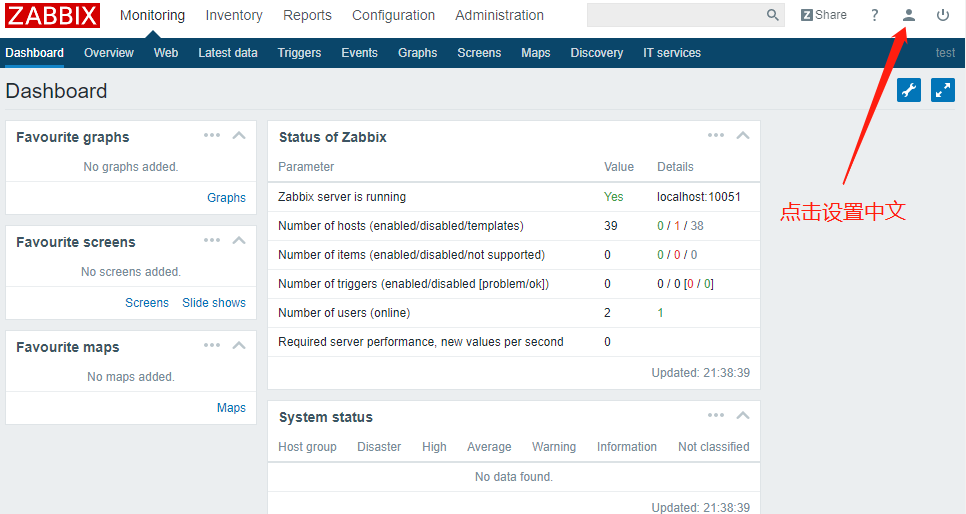 ZABBIX Monitoring Inventory Reports Configuration Administration Z Share ?
Dashboard Overview Web Latest data Triggers Events Graphs Screens Maps Discovery IT services test
Dashboard
Favourite graphs
No graphs added.
Graphs
Favourite screens
No screens added.
Screens Slide shows
Favourite maps
No maps added.
Maps
Status of Zabbix
Parameter Value Details
Zabbix server is running Yes localhost:10051
Number of hosts (enabled/disabled/templates) 39 0 / 1 / 38
Number of items (enabled/disabled/not supported) 0 0 / 0 / 0
Number of triggers (enabled/disabled [problem/ok]) 0 0 / 0 [0 / 0]
Number of users (online) 2 1
Required server performance, new values per second 0
Updated: 21:38:39
System status
Host group Disaster High Average Warning Information Not classified
No data found.
Updated: 21:38:39
点击设置中文